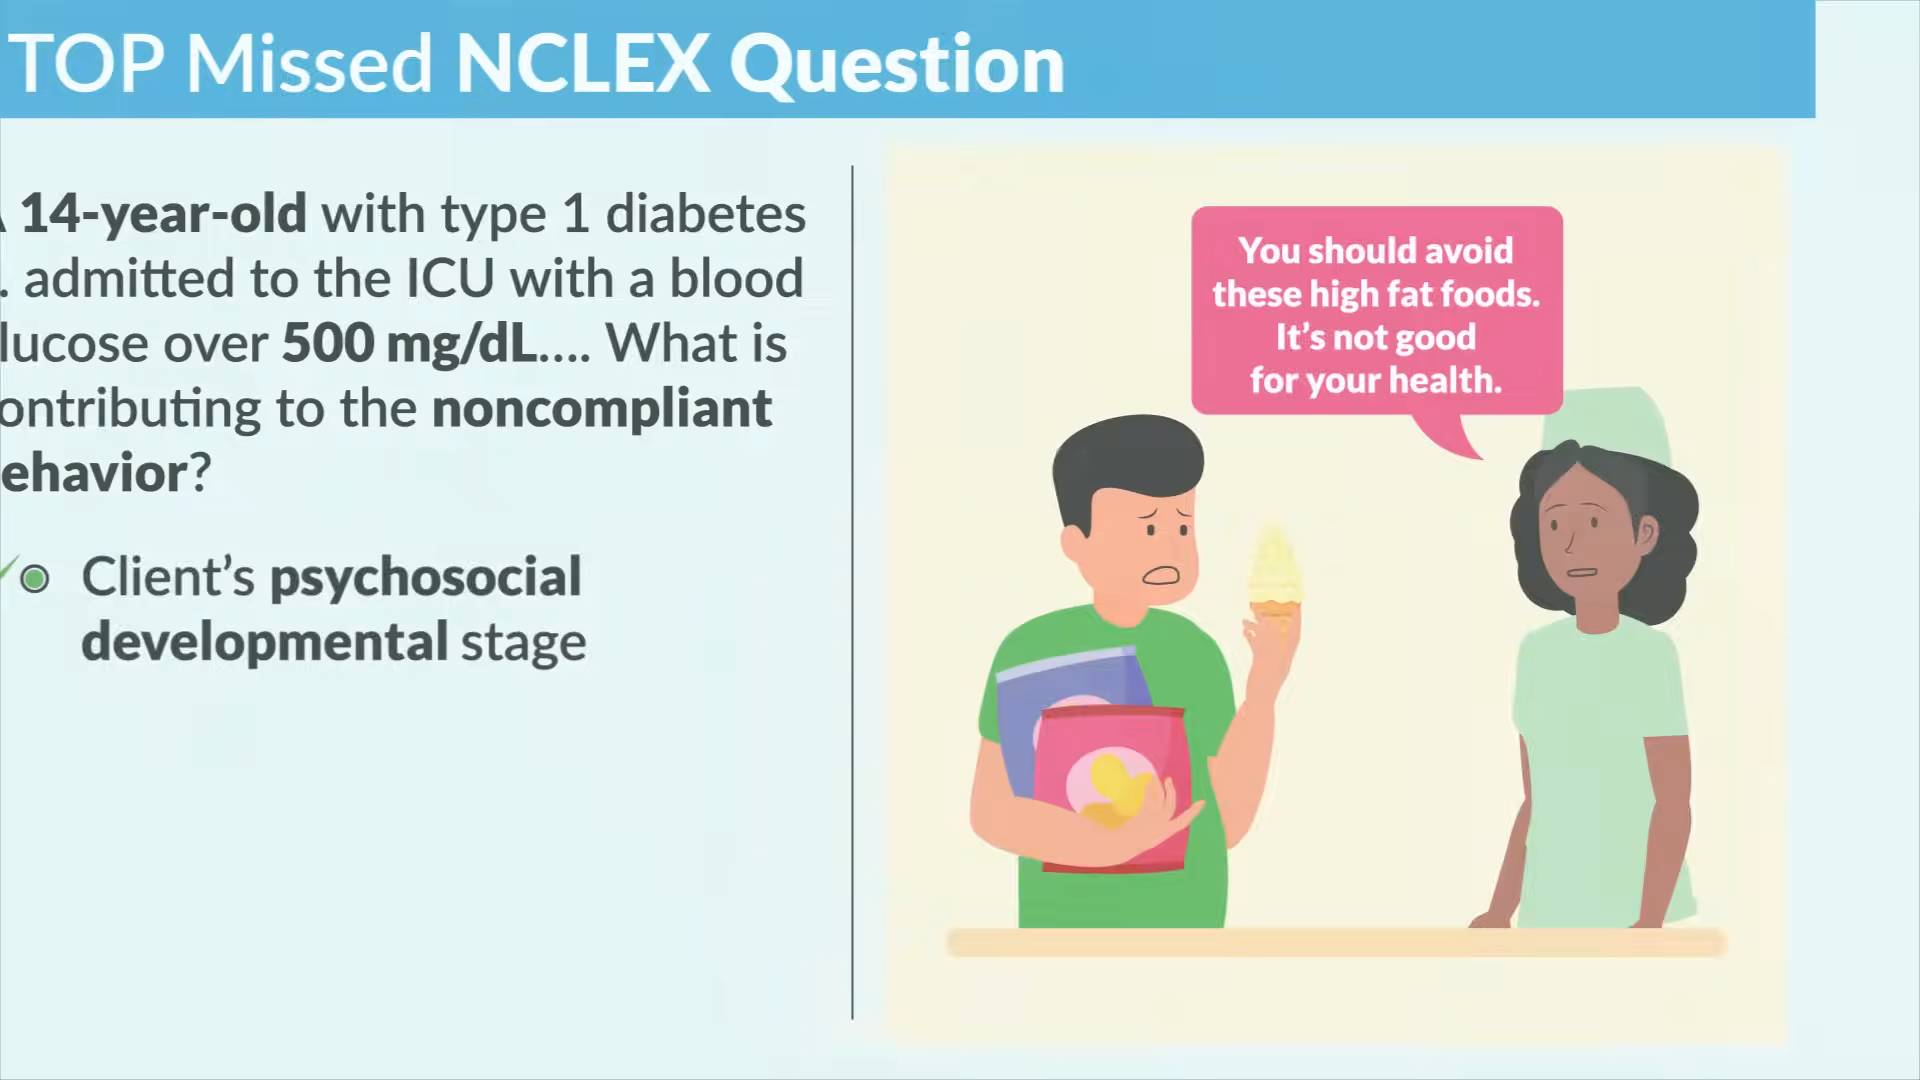 TOP Missed NCLEX Question
14-year-old with type 1 diabetes
. admitted to the ICU with a blood
lucose over 500 mg/dL.... What is
ontributing to the noncompliant
ehavior?
Client’s psychosocial
developmental stage
You should avoid
these high fat foods.
It’s not good
for your health.